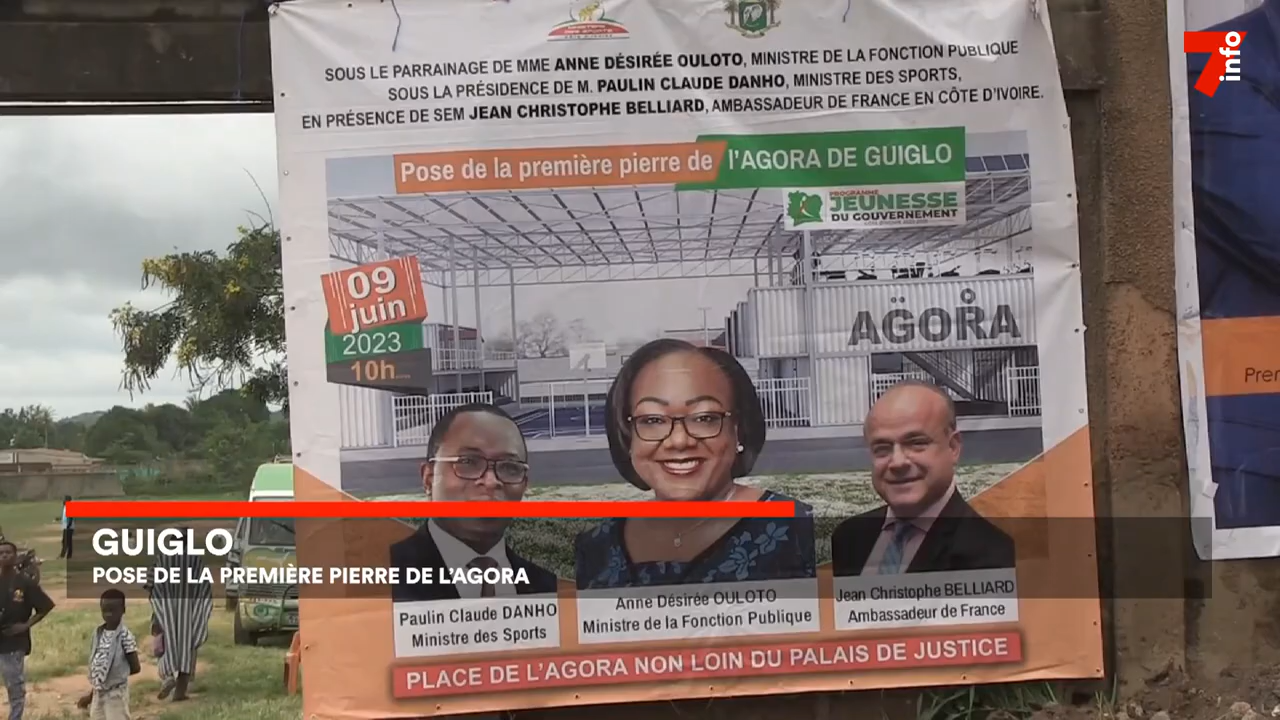 7info
SOUS LE PARRAINAGE DE MME ANNE DÉSIRÉE OULOTO, MINISTRE DE LA FONCTION PUBLIQUE
SOUS LA PRÉSIDENCE DE M. PAULIN CLAUDE DANHO, MINISTRE DES SPORTS,
EN PRÉSENCE DE SEM JEAN CHRISTOPHE BELLIARD, AMBASSADEUR DE FRANCE EN CÔTE D'IVOIRE.
Pose de la première pierre de l'AGORA DE GUIGLO
PROGRAMME
JEUNESSE
DU GOUVERNEMENT
09
juin
2023
10h
AGORA
GUIGLO
POSE DE LA PREMIÈRE PIERRE DE L'AGORA
Paulin Claude DANHO
Ministre des Sports
Anne Désirée OULOTO
Ministre de la Fonction Publique
Jean Christophe BELLIARD
Ambassadeur de France
PLACE DE L'AGORA NON LOIN DU PALAIS DE JUSTICE